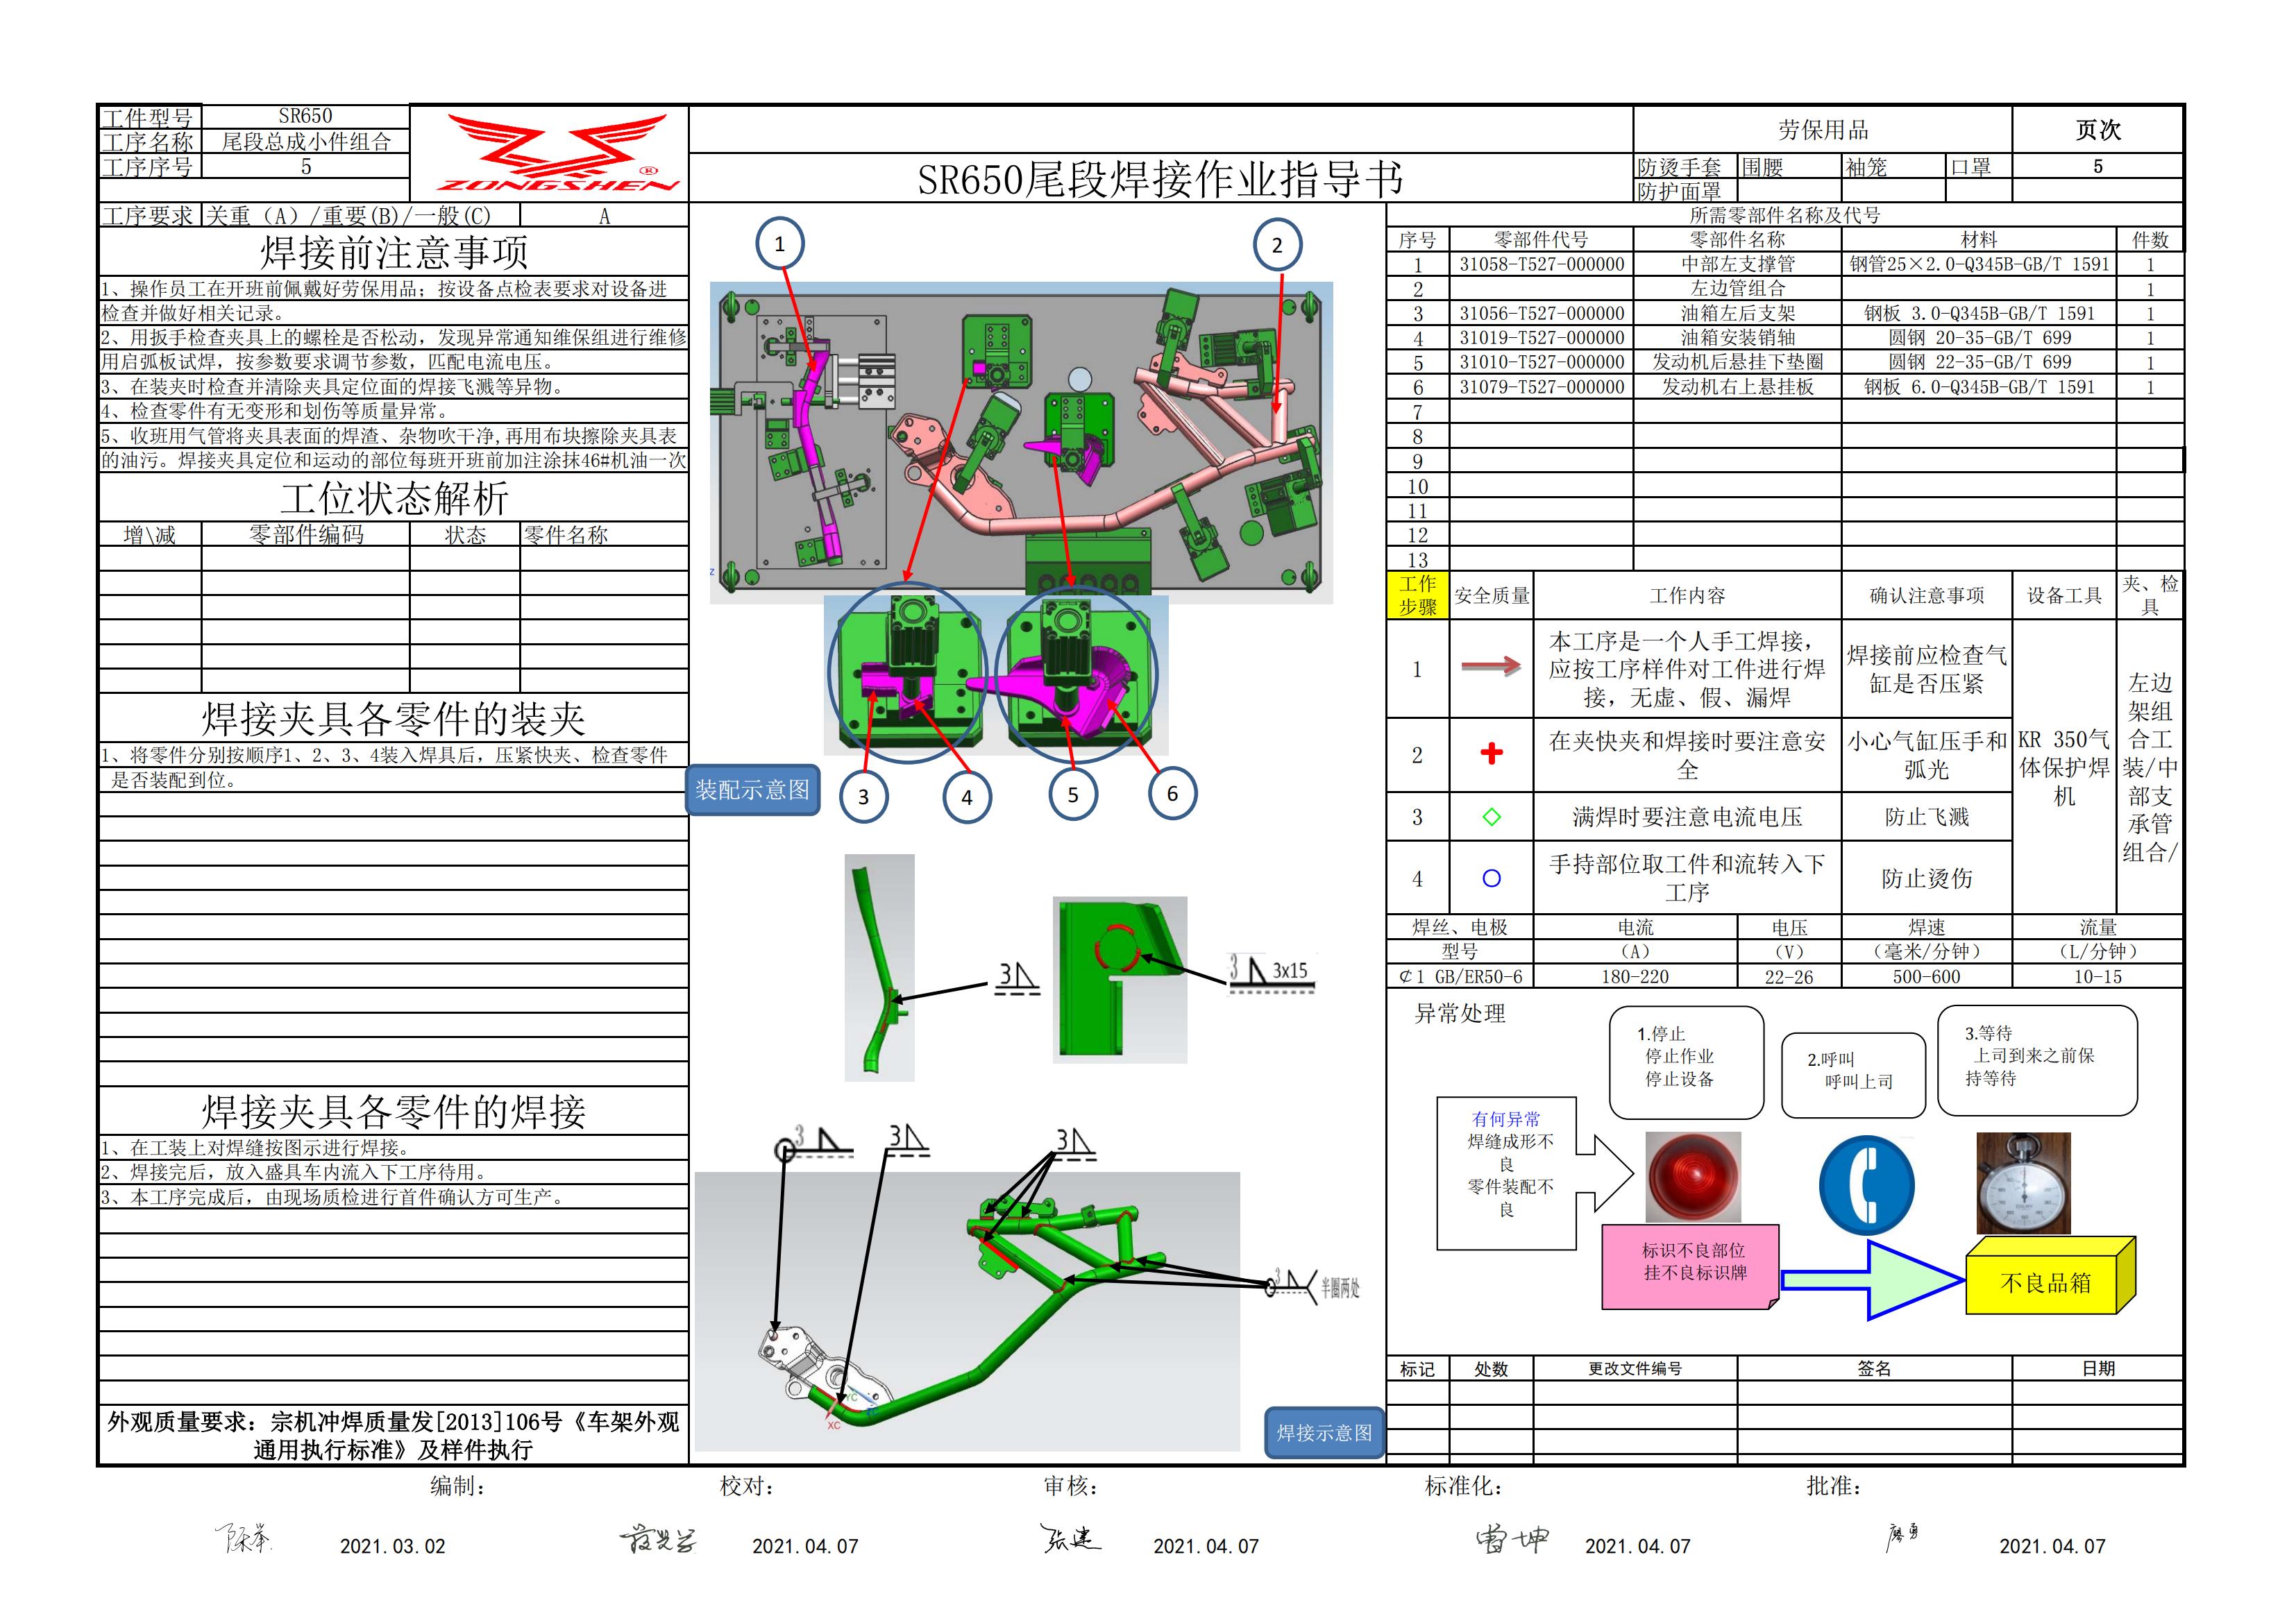 工件型号 SR650
工序名称 尾段总成小件组合
工序序号 5
ZONGSHEN ®
SR650尾段焊接作业指导书
劳保用品 页次
防烫手套 围腰 袖笼 口罩 5
防护面罩
工序要求 关重（A）/重要(B)/一般(C) A
焊接前注意事项
1、操作员工在开班前佩戴好劳保用品；按设备点检表要求对设备进
检查并做好相关记录。
2、用扳手检查夹具上的螺栓是否松动，发现异常通知维保组进行维修
用启弧板试焊，按参数要求调节参数，匹配电流电压。
3、在装夹时检查并清除夹具定位面的焊接飞溅等异物。
4、检查零件有无变形和划伤等质量异常。
5、收班用气管将夹具表面的焊渣、杂物吹干净,再用布块擦除夹具表
的油污。焊接夹具定位和运动的部位每班开班前加注涂抹46#机油一次
工位状态解析
增\减 零部件编码 状态 零件名称
焊接夹具各零件的装夹
1、将零件分别按顺序1、2、3、4装入焊具后，压紧快夹、检查零件
是否装配到位。
焊接夹具各零件的焊接
1、在工装上对焊缝按图示进行焊接。
2、焊接完后，放入盛具车内流入下工序待用。
3、本工序完成后，由现场质检进行首件确认方可生产。
外观质量要求：宗机冲焊质量发[2013]106号《车架外观
通用执行标准》及样件执行
1 2
Z
装配示意图
3 4 5 6
3
3 3x15
3 3 3
3 半圈两处
YC
XC
焊接示意图
所需零部件名称及代号
序号 零部件代号 零部件名称 材料 件数
1 31058-T527-000000 中部左支撑管 钢管25×2.0-Q345B-GB/T 1591 1
2 左边管组合 1
3 31056-T527-000000 油箱左后支架 钢板 3.0-Q345B-GB/T 1591 1
4 31019-T527-000000 油箱安装销轴 圆钢 20-35-GB/T 699 1
5 31010-T527-000000 发动机后悬挂下垫圈 圆钢 22-35-GB/T 699 1
6 31079-T527-000000 发动机右上悬挂板 钢板 6.0-Q345B-GB/T 1591 1
7
8
9
10
11
12
13
工作步骤 安全质量 工作内容 确认注意事项 设备工具 夹、检具
1 本工序是一个人手工焊接，应按工序样件对工件进行焊接，无虚、假、漏焊 焊接前应检查气缸是否压紧
2 在夹快夹和焊接时要注意安全 小心气缸压手和弧光
3 满焊时要注意电流电压 防止飞溅
4 手持部位取工件和流转入下工序 防止烫伤
KR 350气体保护焊机
左边架组合工装/中部支承管组合/
焊丝、电极 电流 电压 焊速 流量
型号 （A） （V） （毫米/分钟） （L/分钟）
¢1 GB/ER50-6 180-220 22-26 500-600 10-15
异常处理
1.停止
停止作业
停止设备
2.呼叫
呼叫上司
3.等待
上司到来之前保
持等待
有何异常
焊缝成形不
良
零件装配不
良
标识不良部位
挂不良标识牌
不良品箱
标记 处数 更改文件编号 签名 日期
编制： 校对： 审核： 标准化： 批准：
2021.03.02 2021.04.07 张建 2021.04.07 雷坤 2021.04.07 廖勇 2021.04.07